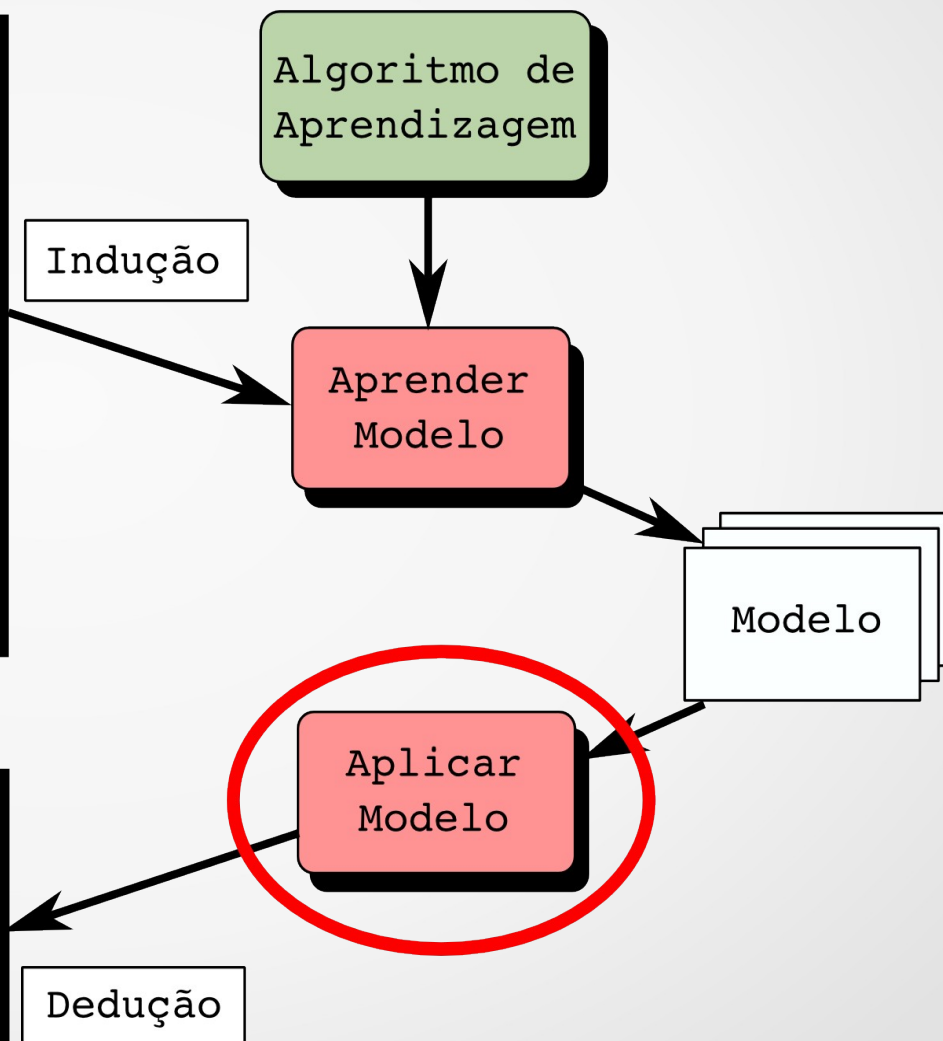 Algoritmo de
Aprendizagem
Indução
Aprender
Modelo
Modelo
Aplicar
Modelo
Dedução